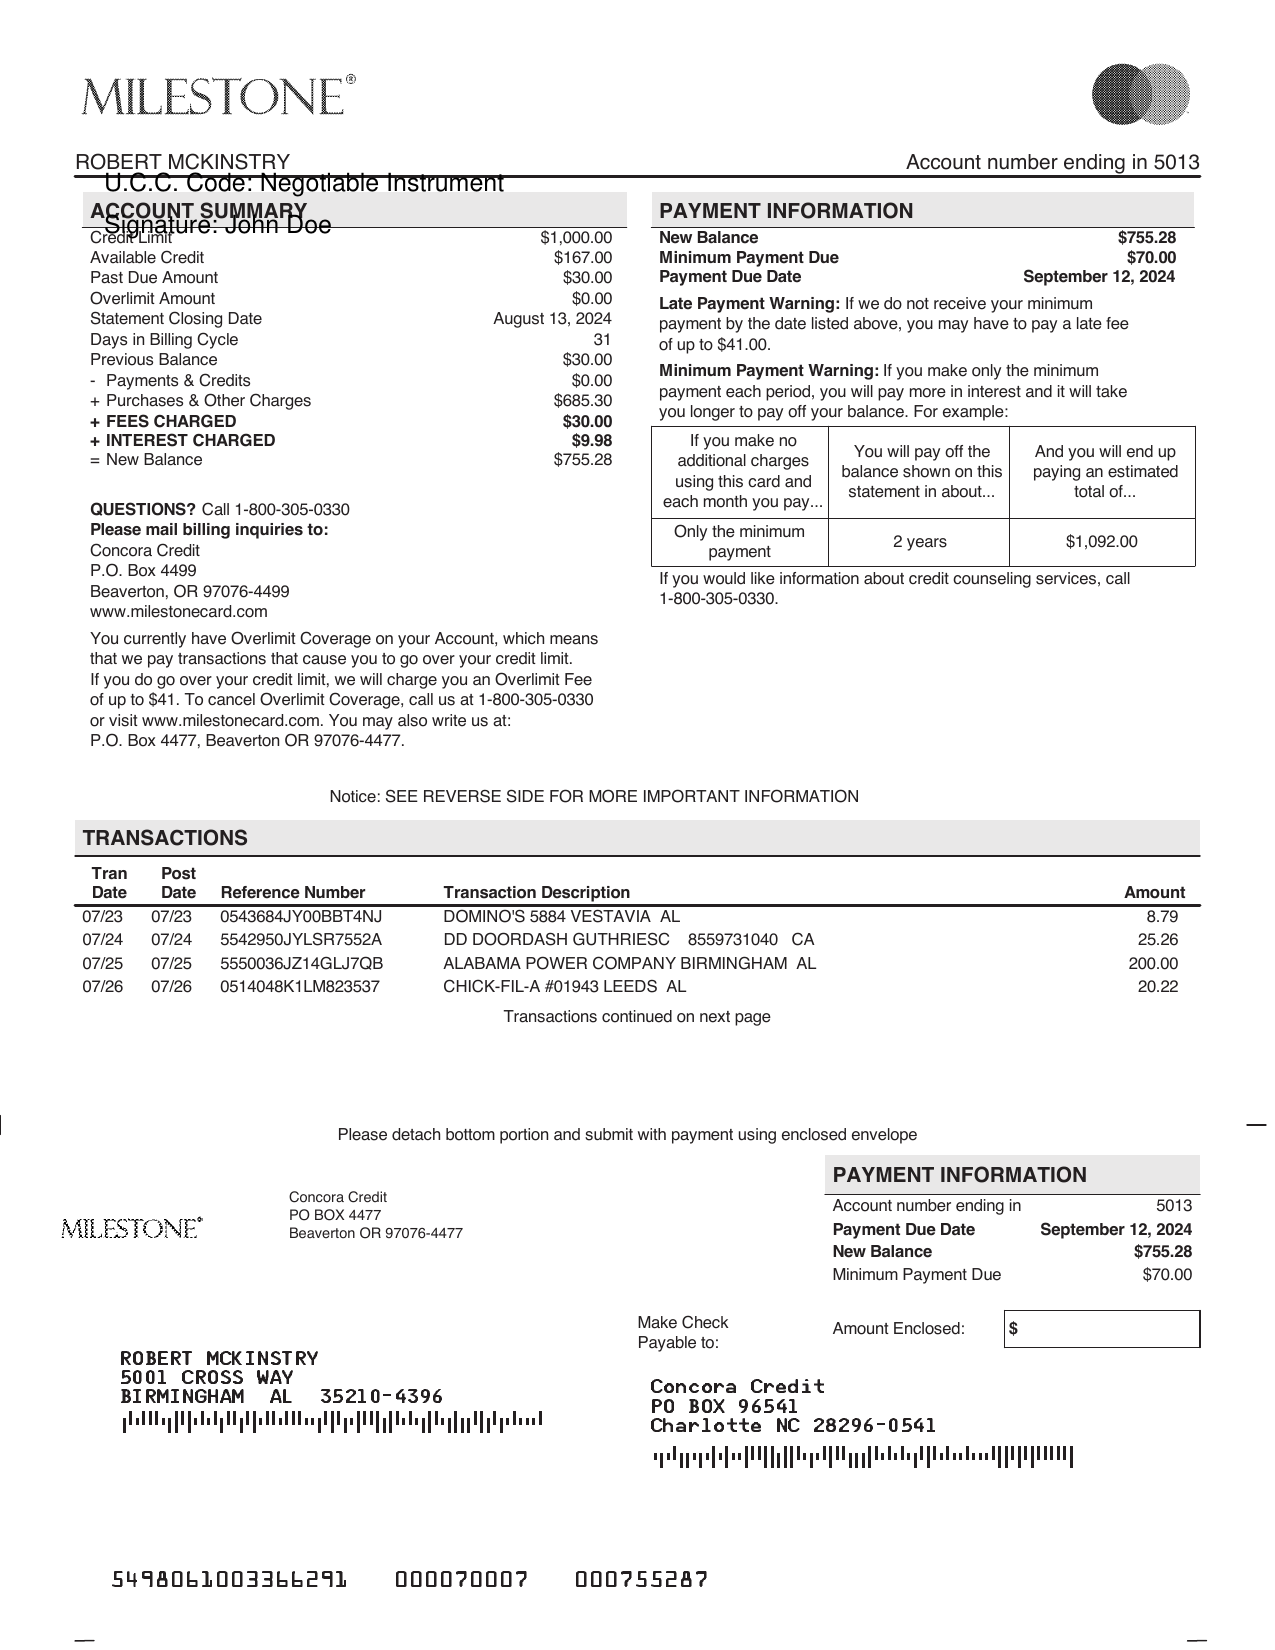 MILESTONE®
ROBERT MCKINSTRY Account number ending in 5013
U.C.C. Code: Negotiable Instrument
ACCOUNT SUMMARY
Signature: John Doe
Credit Limit $1,000.00
Available Credit $167.00
Past Due Amount $30.00
Overlimit Amount $0.00
Statement Closing Date August 13, 2024
Days in Billing Cycle 31
Previous Balance $30.00
- Payments & Credits $0.00
+ Purchases & Other Charges $685.30
+ FEES CHARGED $30.00
+ INTEREST CHARGED $9.98
= New Balance $755.28
QUESTIONS? Call 1-800-305-0330
Please mail billing inquiries to:
Concora Credit
P.O. Box 4499
Beaverton, OR 97076-4499
www.milestonecard.com
You currently have Overlimit Coverage on your Account, which means
that we pay transactions that cause you to go over your credit limit.
If you do go over your credit limit, we will charge you an Overlimit Fee
of up to $41. To cancel Overlimit Coverage, call us at 1-800-305-0330
or visit www.milestonecard.com. You may also write us at:
P.O. Box 4477, Beaverton OR 97076-4477.
PAYMENT INFORMATION
New Balance $755.28
Minimum Payment Due $70.00
Payment Due Date September 12, 2024
Late Payment Warning: If we do not receive your minimum
payment by the date listed above, you may have to pay a late fee
of up to $41.00.
Minimum Payment Warning: If you make only the minimum
payment each period, you will pay more in interest and it will take
you longer to pay off your balance. For example:
If you make no
additional charges
using this card and
each month you pay...
You will pay off the
balance shown on this
statement in about...
And you will end up
paying an estimated
total of...
Only the minimum
payment
2 years
$1,092.00
If you would like information about credit counseling services, call
1-800-305-0330.
Notice: SEE REVERSE SIDE FOR MORE IMPORTANT INFORMATION
TRANSACTIONS
Tran Post
Date Date Reference Number Transaction Description Amount
07/23 07/23 0543684JY00BBT4NJ DOMINO'S 5884 VESTAVIA AL 8.79
07/24 07/24 5542950JYLSR7552A DD DOORDASH GUTHRIESC 8559731040 CA 25.26
07/25 07/25 5550036JZ14GLJ7QB ALABAMA POWER COMPANY BIRMINGHAM AL 200.00
07/26 07/26 0514048K1LM823537 CHICK-FIL-A #01943 LEEDS AL 20.22
Transactions continued on next page
Please detach bottom portion and submit with payment using enclosed envelope
MILESTONE®
Concora Credit
PO BOX 4477
Beaverton OR 97076-4477
PAYMENT INFORMATION
Account number ending in 5013
Payment Due Date September 12, 2024
New Balance $755.28
Minimum Payment Due $70.00
Make Check
Payable to:
Amount Enclosed: $
ROBERT MCKINSTRY
5001 CROSS WAY
BIRMINGHAM AL 35210-4396
Concora Credit
PO BOX 96541
Charlotte NC 28296-0541
5498061003366291 000070007 000755287